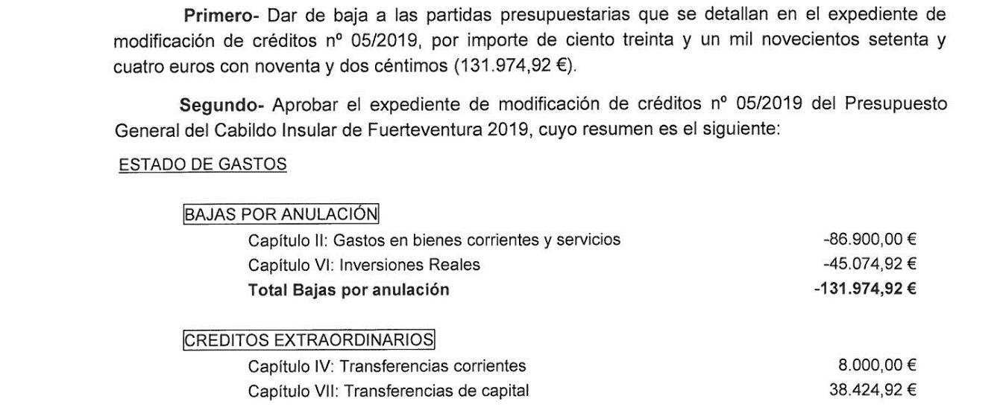 Primero- Dar de baja a las partidas presupuestarias que se detallan en el expediente de
modificación de créditos nº 05/2019, por importe de ciento treinta y un mil novecientos setenta y
cuatro euros con noventa y dos céntimos (131.974,92 €).
Segundo- Aprobar el expediente de modificación de créditos nº 05/2019 del Presupuesto
General del Cabildo Insular de Fuerteventura 2019, cuyo resumen es el siguiente:
ESTADO DE GASTOS
BAJAS POR ANULACIÓN
Capítulo II: Gastos en bienes corrientes y servicios -86.900,00 €
Capítulo VI: Inversiones Reales -45.074,92 €
Total Bajas por anulación -131.974,92 €
CREDITOS EXTRAORDINARIOS
Capítulo IV: Transferencias corrientes 8.000,00 €
Capítulo VII: Transferencias de capital 38.424,92 €